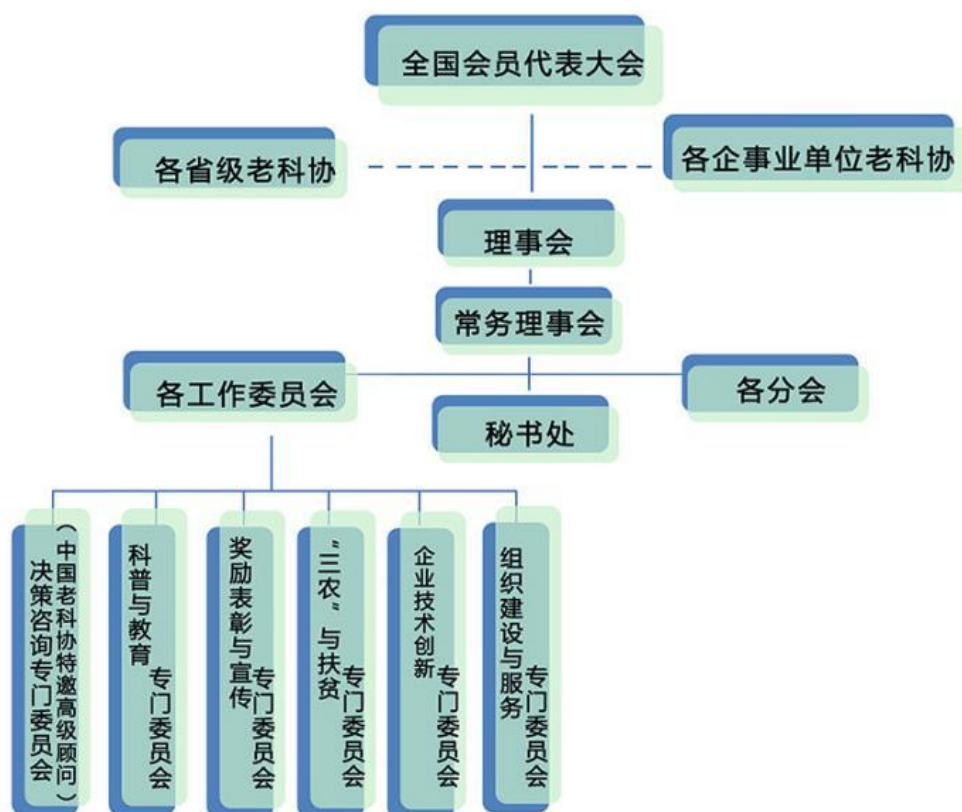 全国会员代表大会
各省级老科协
各企事业单位老科协
理事会
常务理事会
各工作委员会
各分会
秘书处
决策咨询专门委员会
（中国老科协特邀高级顾问）
科普与教育
专门委员会
奖励表彰与宣传
专门委员会
“三农”与扶贫
专门委员会
企业技术创新
专门委员会
组织建设与服务
专门委员会